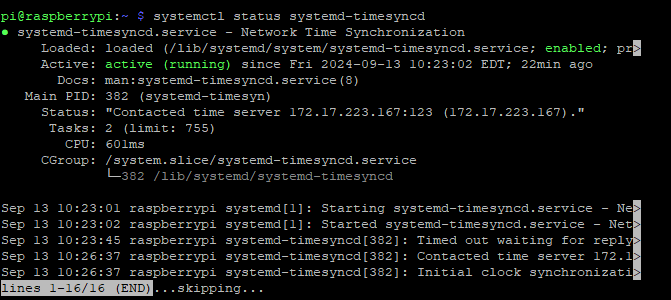 pi@raspberrypi:~ $ systemctl status systemd-timesyncd
● systemd-timesyncd.service - Network Time Synchronization
     Loaded: loaded (/lib/systemd/system/systemd-timesyncd.service; enabled; pr>
     Active: active (running) since Fri 2024-09-13 10:23:02 EDT; 22min ago
       Docs: man:systemd-timesyncd.service(8)
   Main PID: 382 (systemd-timesyn)
     Status: "Contacted time server 172.17.223.167:123 (172.17.223.167)."
      Tasks: 2 (limit: 755)
        CPU: 601ms
     CGroup: /system.slice/systemd-timesyncd.service
             └─382 /lib/systemd/systemd-timesyncd
Sep 13 10:23:01 raspberrypi systemd[1]: Starting systemd-timesyncd.service - Ne>
Sep 13 10:23:02 raspberrypi systemd[1]: Started systemd-timesyncd.service - Net>
Sep 13 10:23:45 raspberrypi systemd-timesyncd[382]: Timed out waiting for reply>
Sep 13 10:26:37 raspberrypi systemd-timesyncd[382]: Contacted time server 172.1>
Sep 13 10:26:37 raspberrypi systemd-timesyncd[382]: Initial clock synchronizati>
lines 1-16/16 (END)...skipping...